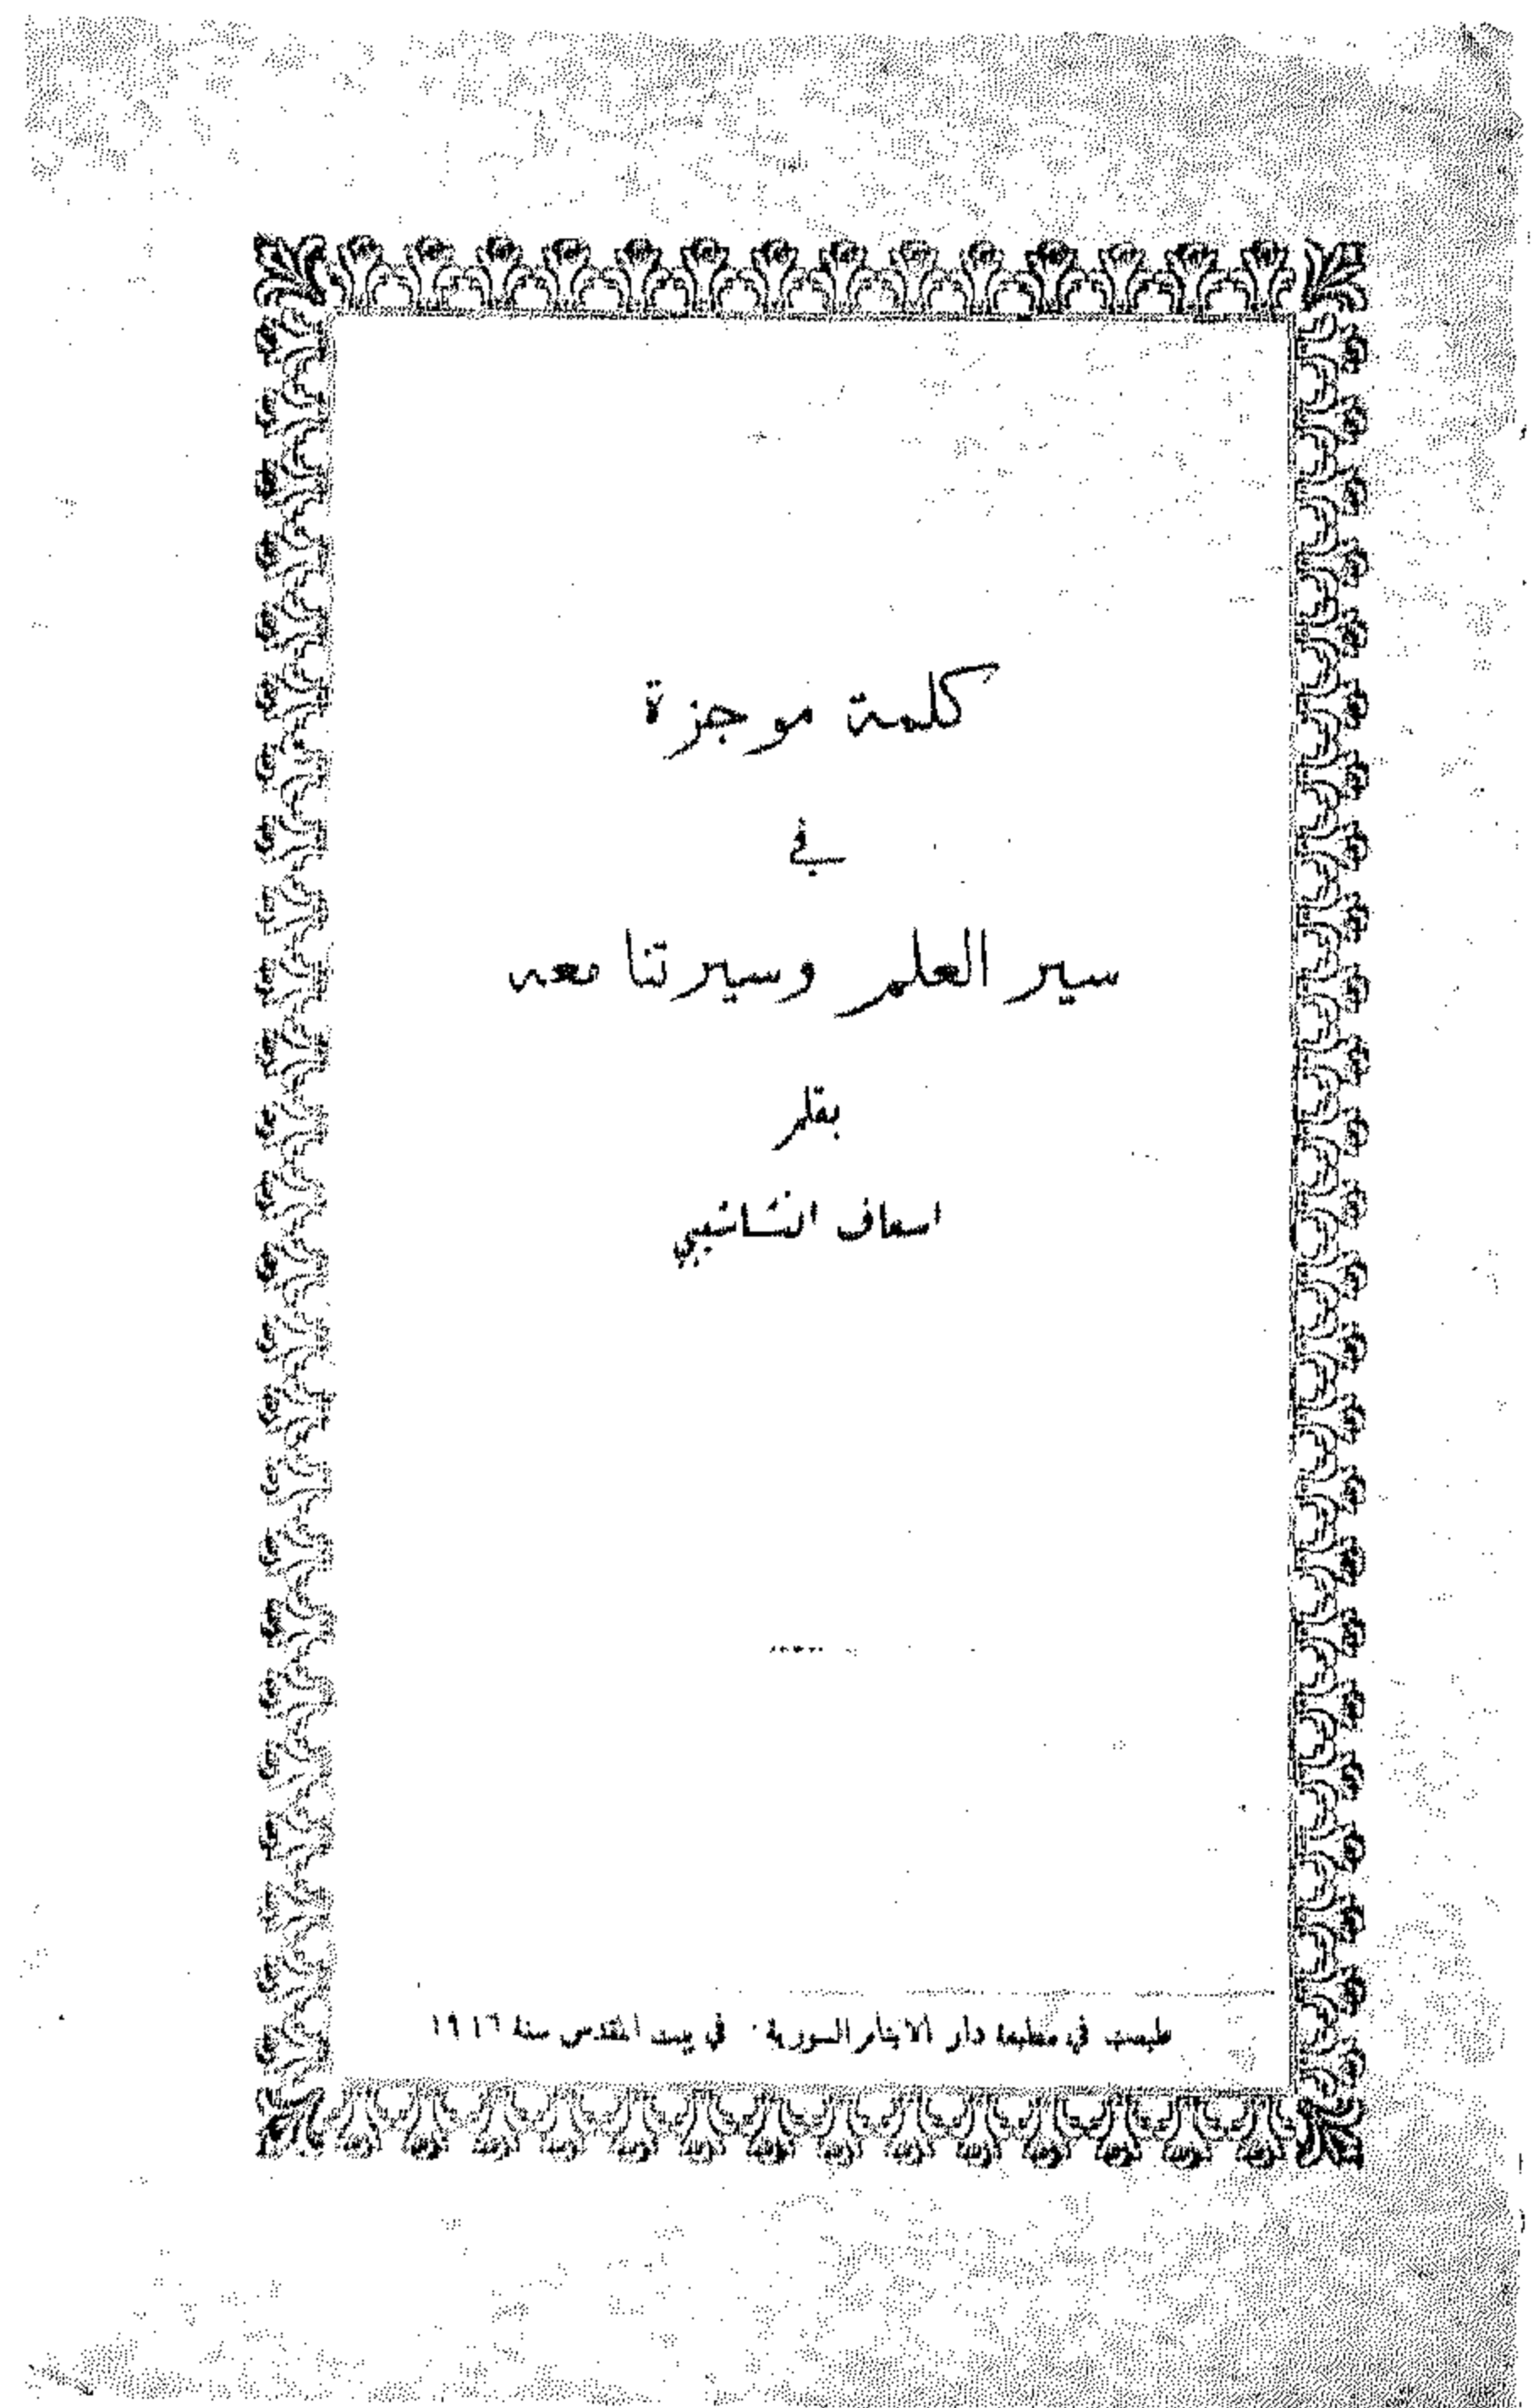 كلمة موجزة
في
سير العلم وسيرتنا معه
بقلم
اسعاف النشاشيبي
طبعت في مطبعة دار الايتام السورية في بيت المقدس سنة ١٩١٦